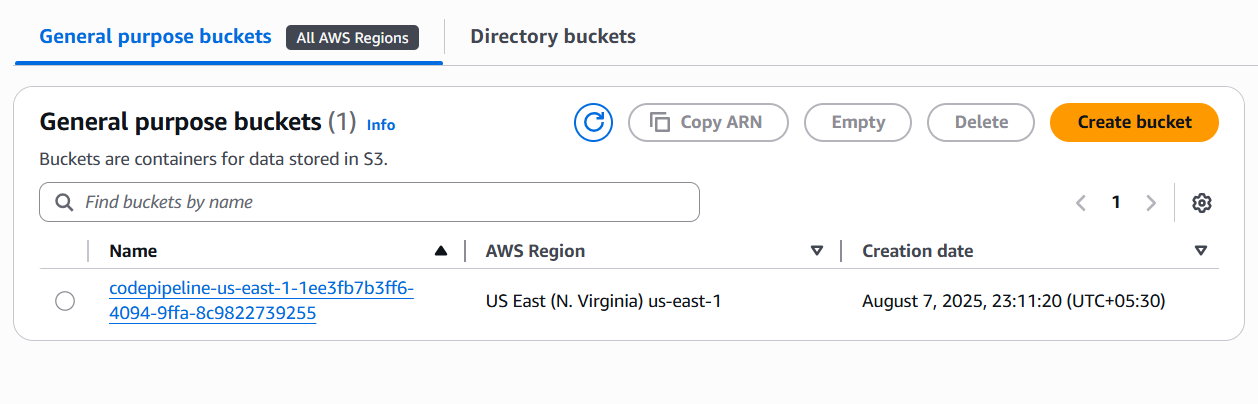 General purpose buckets All AWS Regions Directory buckets
General purpose buckets (1) Info Copy ARN Empty Delete Create bucket
Buckets are containers for data stored in S3.
Find buckets by name 1
Name AWS Region Creation date
codepipeline-us-east-1-1ee3fb7b3ff6-
4094-9ffa-8c9822739255 US East (N. Virginia) us-east-1 August 7, 2025, 23:11:20 (UTC+05:30)